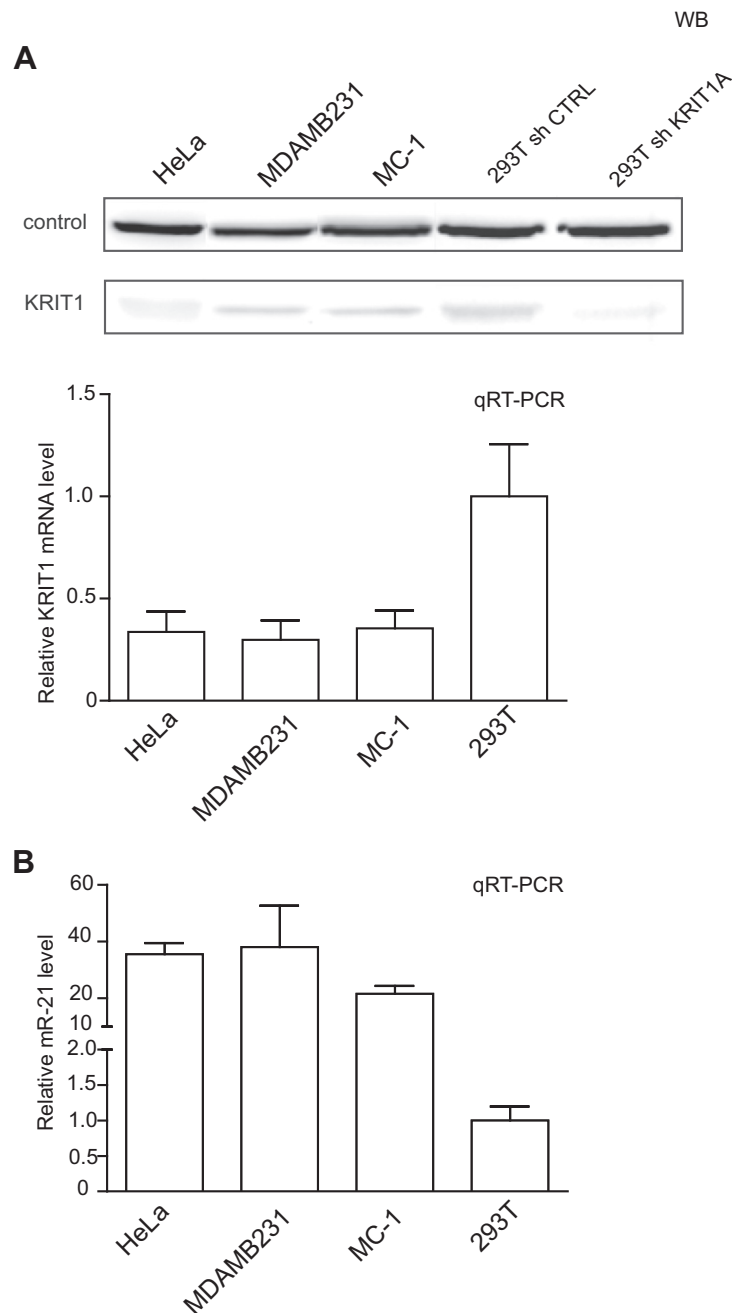 WB
A
HeLa
MDAMB231
MC-1
293T sh CTRL
293T sh KRIT1A
control
KRIT1
qRT-PCR
Relative KRIT1 mRNA level
1.5
1.0
0.5
0
HeLa
MDAMB231
MC-1
293T
B
qRT-PCR
Relative mR-21 level
60
40
20
10
2.0
1.5
1.0
0.5
0
HeLa
MDAMB231
MC-1
293T